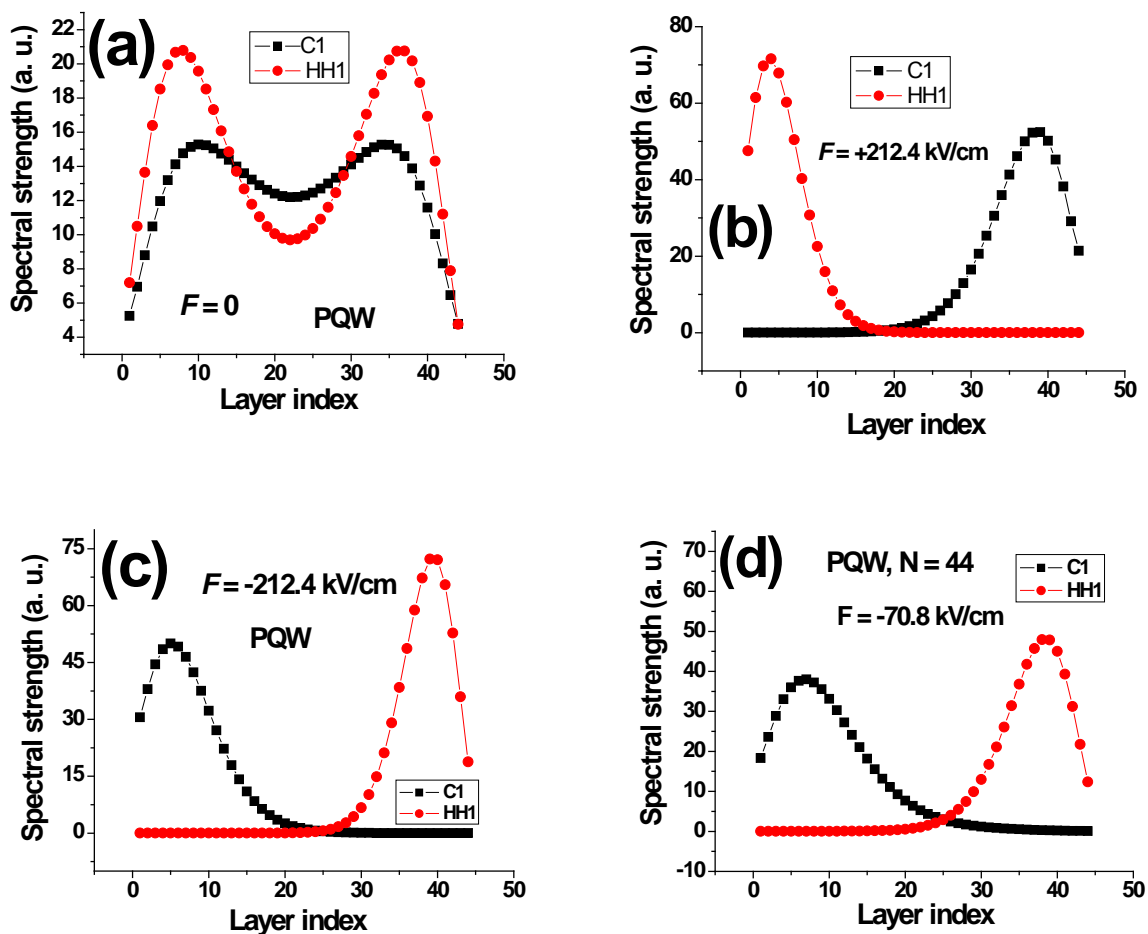 (a)
C1
HH1
F = 0
PQW
Spectral strength (a. u.)
22
20
18
16
14
12
10
8
6
4
0 10 20 30 40 50
Layer index
(b)
C1
HH1
F = +212.4 kV/cm
Spectral strength (a. u.)
80
60
40
20
0
0 10 20 30 40 50
Layer index
(c)
F = -212.4 kV/cm
PQW
C1
HH1
Spectral strength (a. u.)
75
60
45
30
15
0
0 10 20 30 40 50
Layer index
(d)
PQW, N = 44
C1
HH1
F = -70.8 kV/cm
Spectral strength (a. u.)
70
60
50
40
30
20
10
0
-10
0 10 20 30 40 50
Layer index